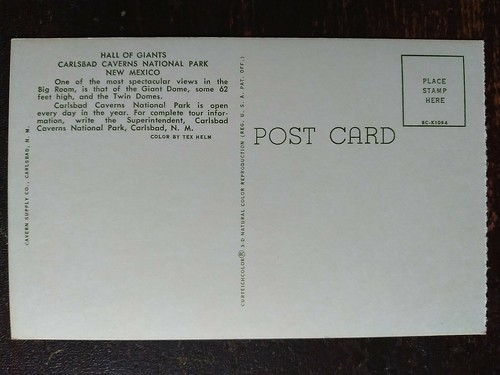 HALL OF GIANTS
CARLSBAD CAVERNS NATIONAL PARK
NEW MEXICO
One of the most spectacular views in the
Big Room, is that of the Giant Dome, some 62
feet high, and the Twin Domes.
Carlsbad Caverns National Park is open
every day in the year. For complete tour infor-
mation, write the Superintendent, Carlsbad
Caverns National Park, Carlsbad, N. M.
COLOR BY TEX HELM
CAVERN SUPPLY CO., CARLSBAD, N. M.
CURTEICHCOLOR® 3-D NATURAL COLOR REPRODUCTION (REG. U. S. A. PAT. OFF.)
POST CARD
PLACE
STAMP
HERE
8C-K1084